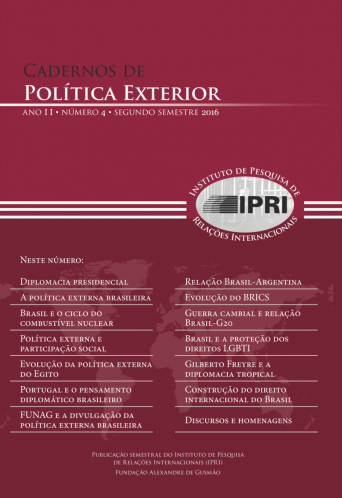 Cadernos de
Política Exterior
ano II • número 4 • segundo semestre 2016
Instituto de Pesquisa de
IPRI
Relações Internacionais
Neste número:
Diplomacia presidencial
A política externa brasileira
Brasil e o ciclo do
combustível nuclear
Política externa e
participação social
Evolução da política externa
do Egito
Portugal e o pensamento
diplomático brasileiro
FUNAG e a divulgação da
política externa brasileira
Relação Brasil-Argentina
Evolução do BRICS
Guerra cambial e relação
Brasil-G20
Brasil e a proteção dos
direitos LGBTI
Gilberto Freyre e a
diplomacia tropical
Construção do direito
internacional do Brasil
Discursos e homenagens
Publicação semestral do Instituto de Pesquisa
de Relações Internacionais (IPRI)
Fundação Alexandre de Gusmão